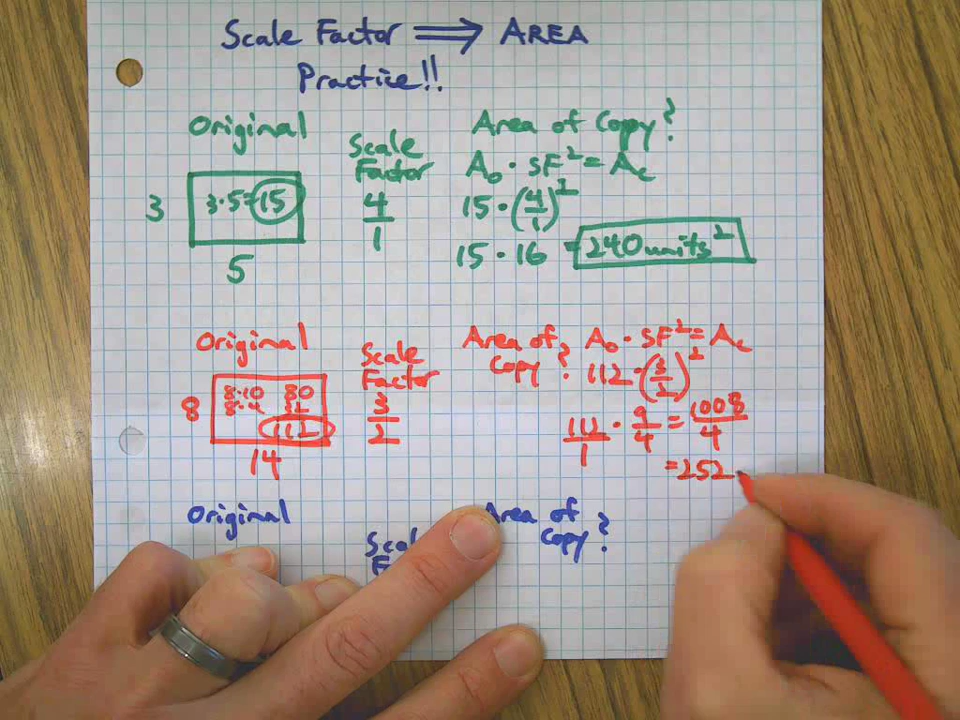 Scale Factor ⟹ AREA
Practice!!
Original
Scale
Factor
Area of Copy?
3
3·5=15
5
4/1
A₀ · SF² = A꜀
15 · (4/1)²
15 · 16 = 240 units²
Original
Scale
Factor
Area of
Copy?
8
8·10 80
8·4 32
112
14
3/2
A₀ · SF² = A꜀
112 · (3/2)²
112/1 · 9/4 = 1008/4
= 252
Original
Area of
Copy?